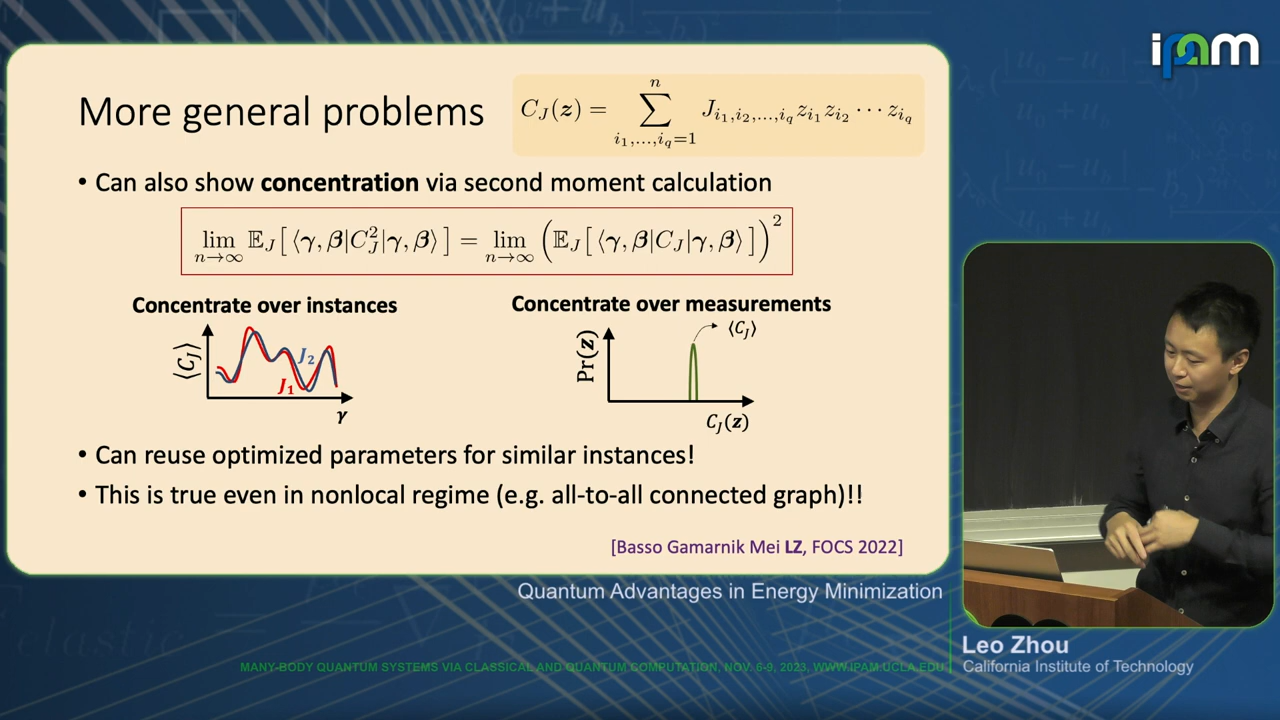 ipam
More general problems
C_J(z) = \sum_{i_1,...,i_q=1}^{n} J_{i_1,i_2,...,i_q} z_{i_1} z_{i_2} \cdots z_{i_q}
• Can also show concentration via second moment calculation
\lim_{n→∞} 𝔼_J[⟨γ, β|C_J^2|γ, β⟩] = \lim_{n→∞} (𝔼_J[⟨γ, β|C_J|γ, β⟩])^2
Concentrate over instances
Concentrate over measurements
⟨C_J⟩
J_2
J_1
γ
Pr(z)
⟨C_J⟩
C_J(z)
• Can reuse optimized parameters for similar instances!
• This is true even in nonlocal regime (e.g. all-to-all connected graph)!!
[Basso Gamarnik Mei LZ, FOCS 2022]
Quantum Advantages in Energy Minimization
Leo Zhou
California Institute of Technology
MANY-BODY QUANTUM SYSTEMS VIA CLASSICAL AND QUANTUM COMPUTATION, NOV. 6-9, 2023, WWW.IPAM.UCLA.EDU